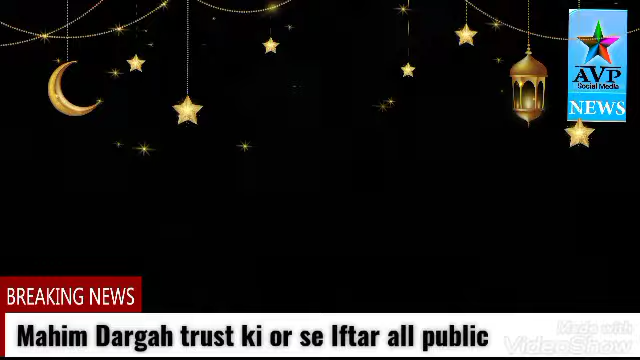 AVP
Social Media
NEWS
BREAKING NEWS
Mahim Dargah trust ki or se Iftar all public
Made with
VideoShow